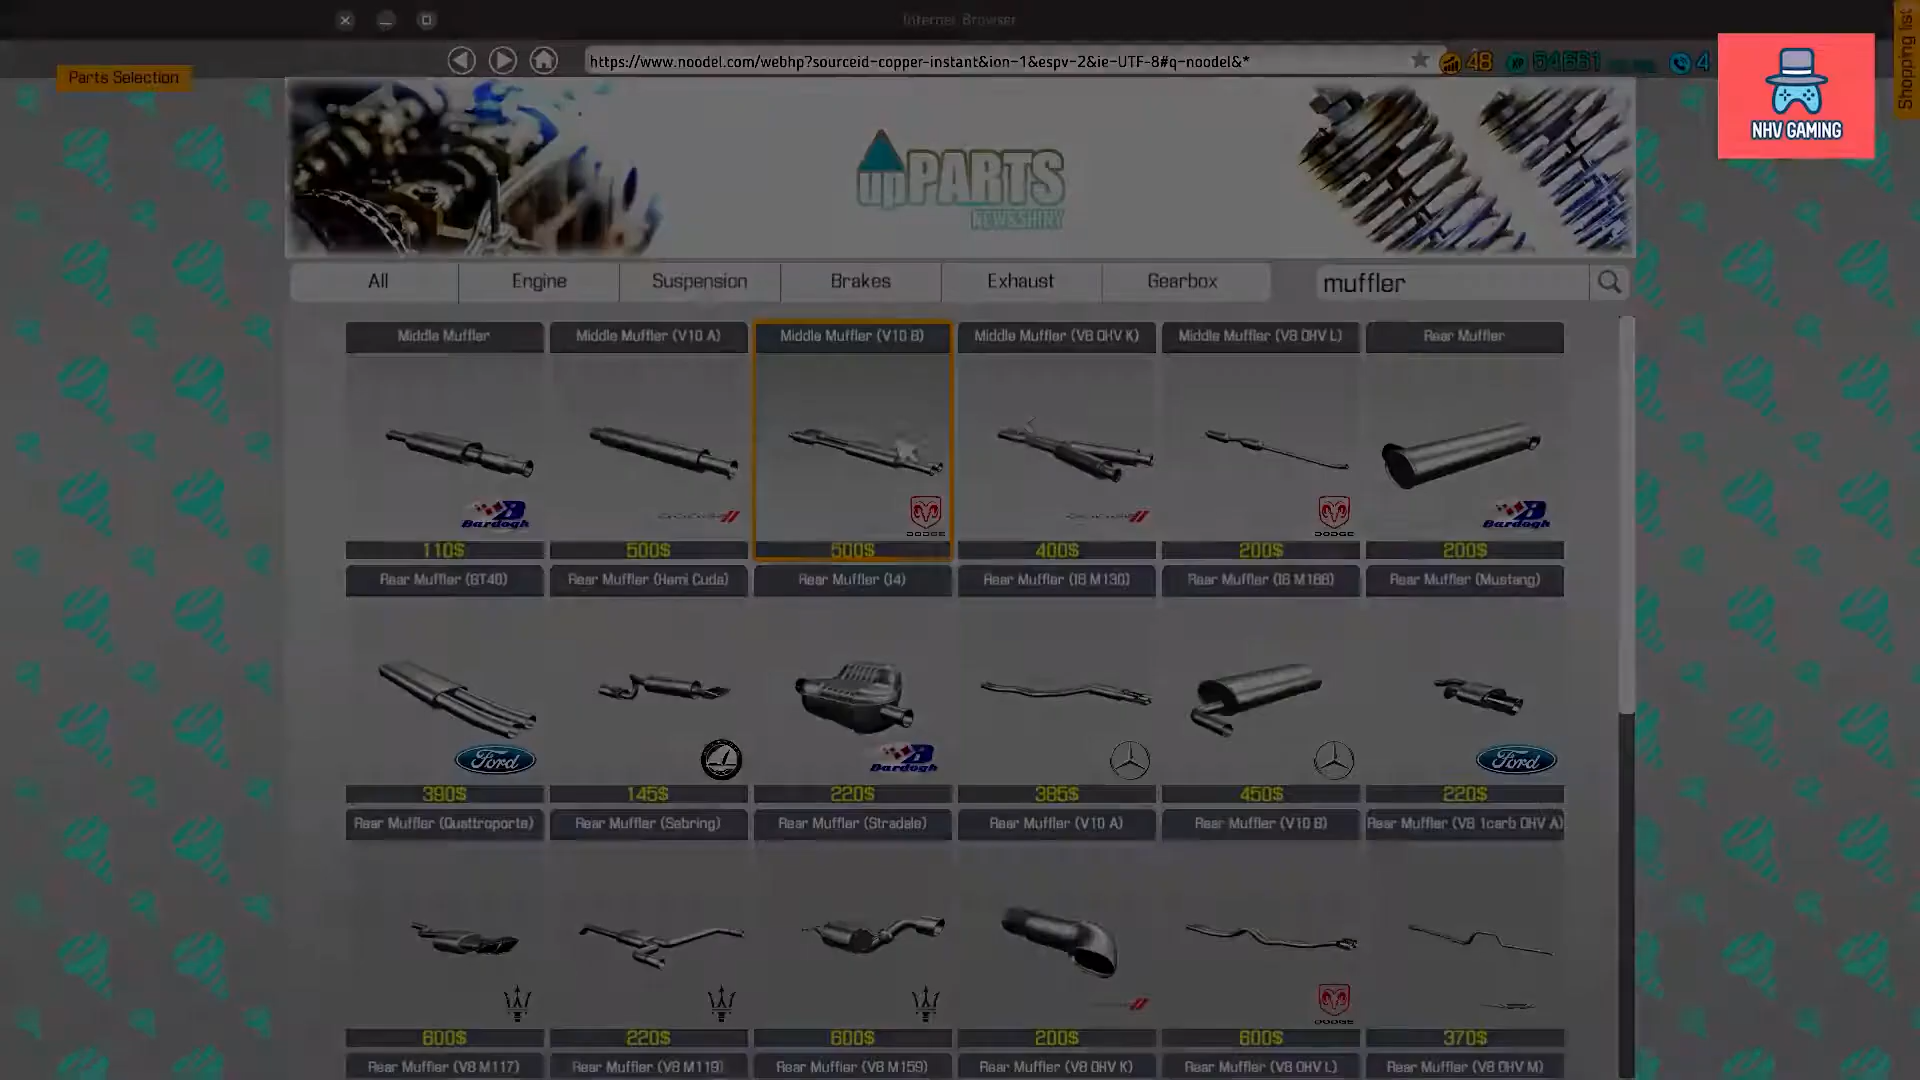 Internet Browser
Shopping list
https://www.noodel.com/webhp?sourceid-copper-instant&ion-1&espv-2&ie-UTF-8#q-noodel&*
48
54661
4
Parts Selection
NHV GAMING
upPARTS
NEW&SHINY
All
Engine
Suspension
Brakes
Exhaust
Gearbox
muffler
Middle Muffler
Middle Muffler (V10 A)
Middle Muffler (V10 B)
Middle Muffler (V8 OHV K)
Middle Muffler (V8 OHV L)
Rear Muffler
Bardogh
DODGE
DODGE
DODGE
DODGE
Bardogh
110$
500$
500$
400$
200$
200$
Rear Muffler (GT40)
Rear Muffler (Hemi Cuda)
Rear Muffler (I4)
Rear Muffler (I6 M130)
Rear Muffler (I6 M188)
Rear Muffler (Mustang)
Ford
Bardogh
Ford
390$
145$
220$
385$
450$
220$
Rear Muffler (Quattroporte)
Rear Muffler (Sebring)
Rear Muffler (Stradale)
Rear Muffler (V10 A)
Rear Muffler (V10 B)
Rear Muffler (V8 1carb OHV A)
DODGE
600$
220$
600$
200$
600$
370$
Rear Muffler (V8 M117)
Rear Muffler (V8 M119)
Rear Muffler (V8 M159)
Rear Muffler (V8 OHV K)
Rear Muffler (V8 OHV L)
Rear Muffler (V8 OHV M)